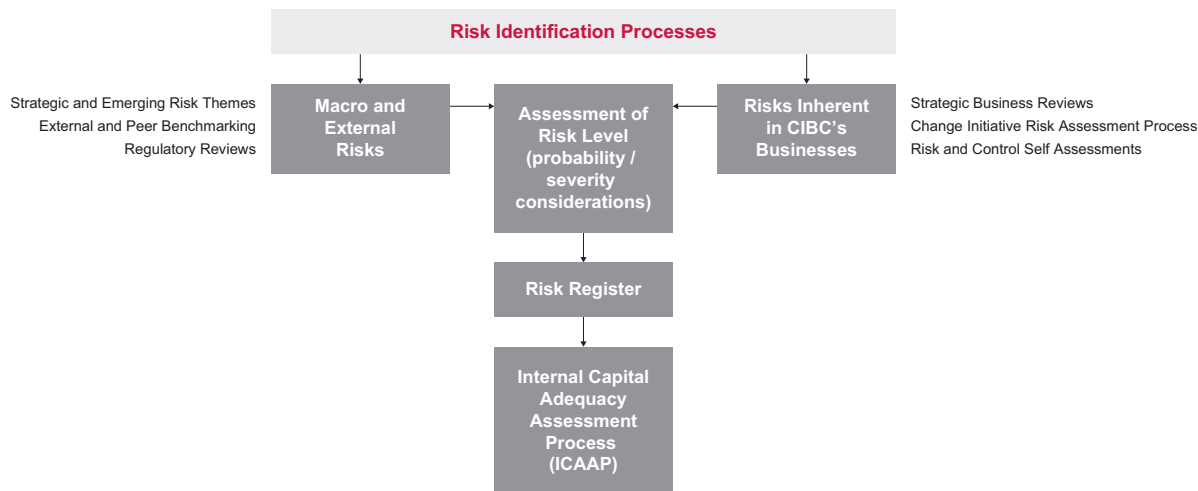 Risk Identification Processes
Strategic and Emerging Risk Themes
External and Peer Benchmarking
Regulatory Reviews
Macro and
External
Risks
Assessment of
Risk Level
(probability /
severity
considerations)
Risks Inherent
in CIBC's
Businesses
Strategic Business Reviews
Change Initiative Risk Assessment Process
Risk and Control Self Assessments
Risk Register
Internal Capital
Adequacy
Assessment
Process
(ICAAP)